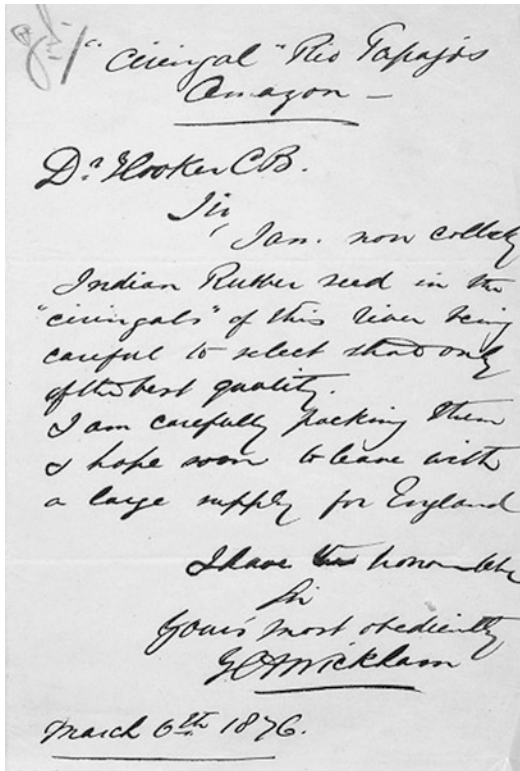 "Ciringal" Rio Tapajos
Amazon —
Dr. Hooker C.B.
Sir,
I am now collectg
Indian Rubber seed in the
"ciringals" of this river being
careful to select that only
of the best quality.
I am carefully packing them
& hope soon to leave with
a large supply for England
I have the honor to be
Sir
Yours most obediently
H A Wickham
March 6th 1876.